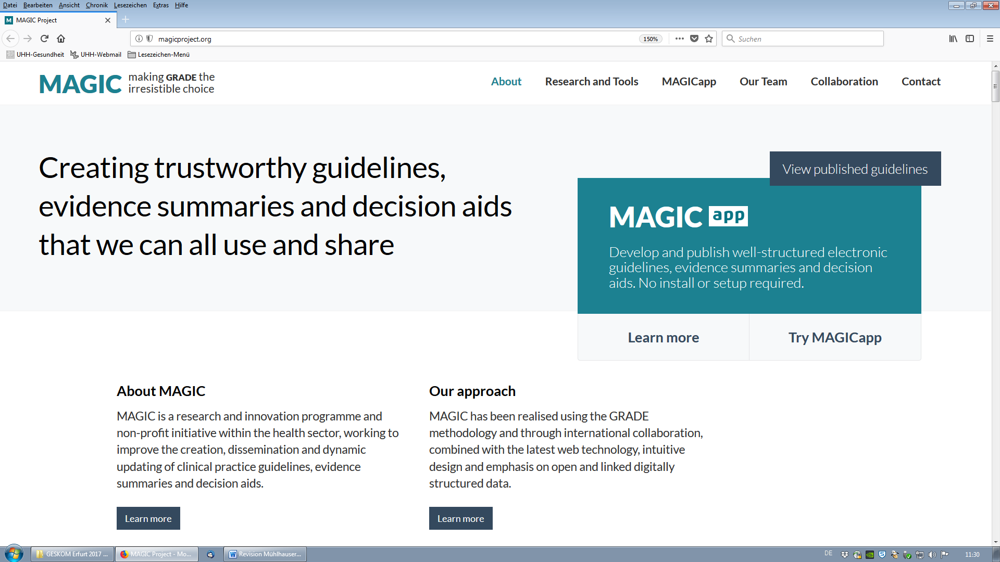 Datei Bearbeiten Ansicht Chronik Lesezeichen Extras Hilfe
M MAGIC Project
magicproject.org 150% Suchen
UHH-Gesundheit UHH-Webmail Lesezeichen-Menü
MAGIC making GRADE the
irresistible choice
About Research and Tools MAGICapp Our Team Collaboration Contact
Creating trustworthy guidelines,
evidence summaries and decision aids
that we can all use and share
View published guidelines
MAGIC app
Develop and publish well-structured electronic
guidelines, evidence summaries and decision
aids. No install or setup required.
Learn more Try MAGICapp
About MAGIC
MAGIC is a research and innovation programme and
non-profit initiative within the health sector, working to
improve the creation, dissemination and dynamic
updating of clinical practice guidelines, evidence
summaries and decision aids.
Learn more
Our approach
MAGIC has been realised using the GRADE
methodology and through international collaboration,
combined with the latest web technology, intuitive
design and emphasis on open and linked digitally
structured data.
Learn more
GESKOM Erfurt 2017 ... MAGIC Project - Mo... Revision Mühlhauser... DE 11:30